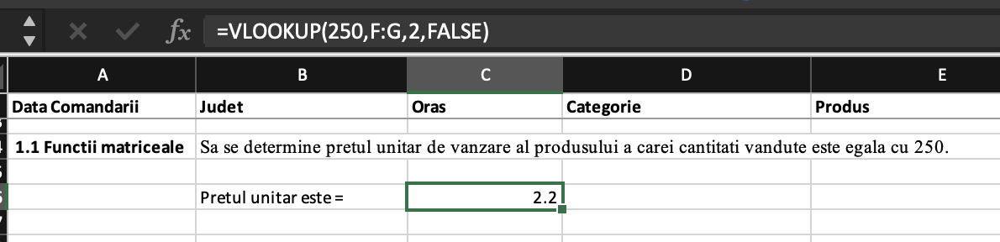 fx =VLOOKUP(250,F:G,2,FALSE)
A B C D E
Data Comandarii Judet Oras Categorie Produs
1.1 Functii matriceale Sa se determine pretul unitar de vanzare al produsului a carei cantitati vandute este egala cu 250.
Pretul unitar este = 2.2